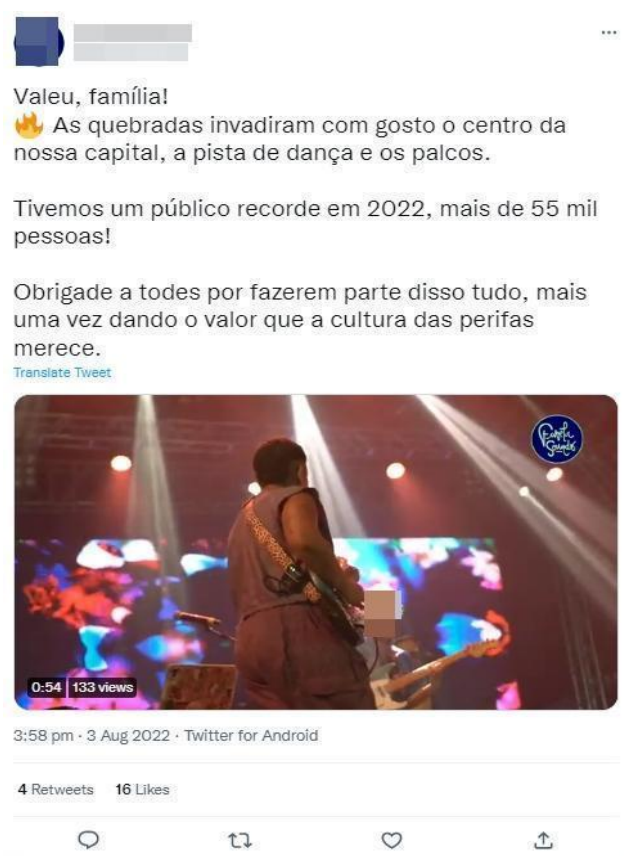 Valeu, família!
🔥 As quebradas invadiram com gosto o centro da
nossa capital, a pista de dança e os palcos.
Tivemos um público recorde em 2022, mais de 55 mil
pessoas!
Obrigade a todes por fazerem parte disso tudo, mais
uma vez dando o valor que a cultura das perifas
merece.
Translate Tweet
0:54 133 views
3:58 pm · 3 Aug 2022 · Twitter for Android
4 Retweets 16 Likes